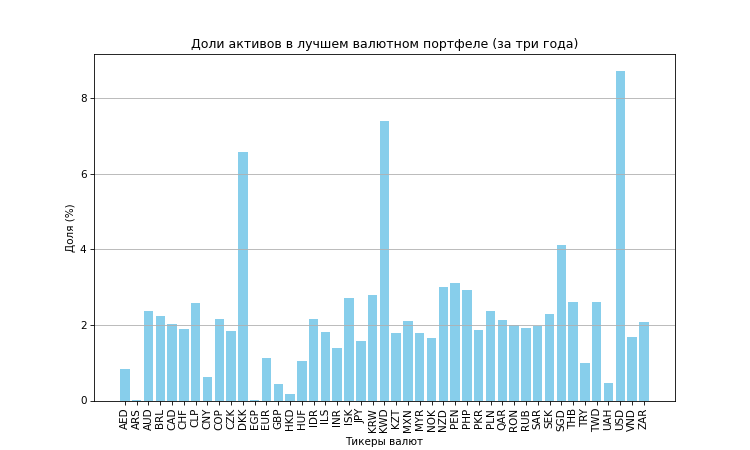 Доли активов в лучшем валютном портфеле (за три года)
Доля (%)
8
6
4
2
0
AED ARS AUD BRL CAD CHF CLP CNY COP CZK DKK EGP EUR GBP HKD HUF IDR ILS INR ISK JPY KRW KWD KZT MXN MYR NOK NZD PEN PHP PKR PLN QAR RON RUB SAR SEK SGD THB TRY TWD UAH USD VND ZAR
Тикеры валют